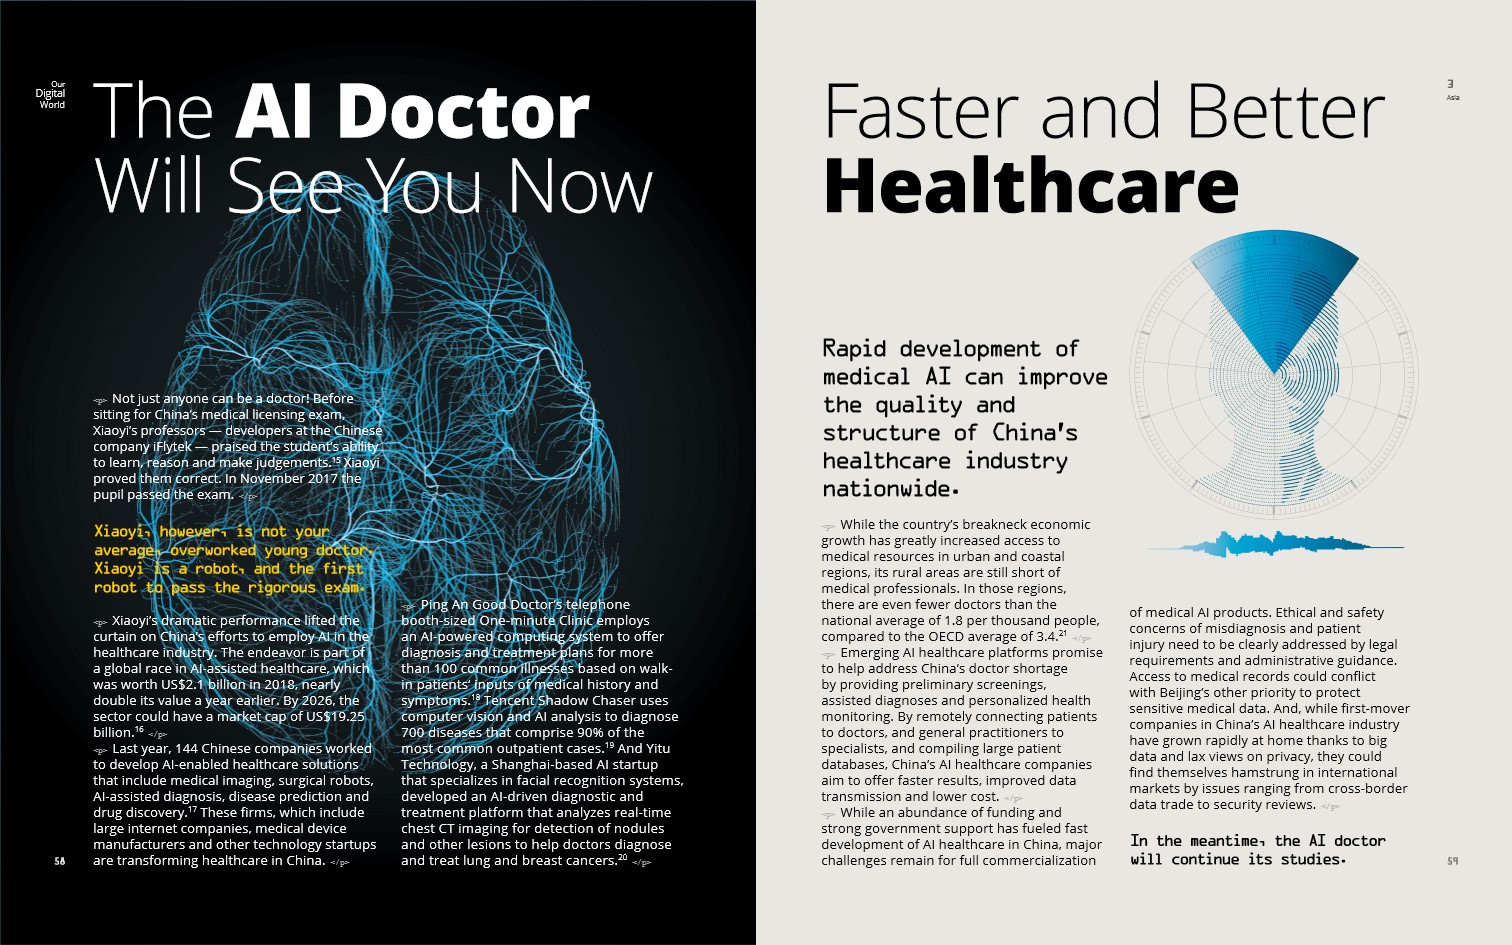 Our
Digital
World
The AI Doctor
Will See You Now
<p> Not just anyone can be a doctor! Before
sitting for China's medical licensing exam,
Xiaoyi's professors — developers at the Chinese
company iFlytek — praised the student's ability
to learn, reason and make judgements.¹⁵ Xiaoyi
proved them correct. In November 2017 the
pupil passed the exam. </p>
Xiaoyi, however, is not your
average, overworked young doctor.
Xiaoyi is a robot, and the first
robot to pass the rigorous exam.
<p> Xiaoyi's dramatic performance lifted the
curtain on China's efforts to employ AI in the
healthcare industry. The endeavor is part of
a global race in AI-assisted healthcare, which
was worth US$2.1 billion in 2018, nearly
double its value a year earlier. By 2026, the
sector could have a market cap of US$19.25
billion.¹⁶ </p>
<p> Last year, 144 Chinese companies worked
to develop AI-enabled healthcare solutions
that include medical imaging, surgical robots,
AI-assisted diagnosis, disease prediction and
drug discovery.¹⁷ These firms, which include
large internet companies, medical device
manufacturers and other technology startups
are transforming healthcare in China. </p>
<p> Ping An Good Doctor's telephone
booth-sized One-minute Clinic employs
an AI-powered computing system to offer
diagnosis and treatment plans for more
than 100 common illnesses based on walk-
in patients' inputs of medical history and
symptoms.¹⁸ Tencent Shadow Chaser uses
computer vision and AI analysis to diagnose
700 diseases that comprise 90% of the
most common outpatient cases.¹⁹ And Yitu
Technology, a Shanghai-based AI startup
that specializes in facial recognition systems,
developed an AI-driven diagnostic and
treatment platform that analyzes real-time
chest CT imaging for detection of nodules
and other lesions to help doctors diagnose
and treat lung and breast cancers.²⁰ </p>
58
Faster and Better
Healthcare
3
Asia
Rapid development of
medical AI can improve
the quality and
structure of China's
healthcare industry
nationwide.
<p> While the country's breakneck economic
growth has greatly increased access to
medical resources in urban and coastal
regions, its rural areas are still short of
medical professionals. In those regions,
there are even fewer doctors than the
national average of 1.8 per thousand people,
compared to the OECD average of 3.4.²¹ </p>
<p> Emerging AI healthcare platforms promise
to help address China's doctor shortage
by providing preliminary screenings,
assisted diagnoses and personalized health
monitoring. By remotely connecting patients
to doctors, and general practitioners to
specialists, and compiling large patient
databases, China's AI healthcare companies
aim to offer faster results, improved data
transmission and lower cost. </p>
<p> While an abundance of funding and
strong government support has fueled fast
development of AI healthcare in China, major
challenges remain for full commercialization
of medical AI products. Ethical and safety
concerns of misdiagnosis and patient
injury need to be clearly addressed by legal
requirements and administrative guidance.
Access to medical records could conflict
with Beijing's other priority to protect
sensitive medical data. And, while first-mover
companies in China's AI healthcare industry
have grown rapidly at home thanks to big
data and lax views on privacy, they could
find themselves hamstrung in international
markets by issues ranging from cross-border
data trade to security reviews. </p>
In the meantime, the AI doctor
will continue its studies.
59